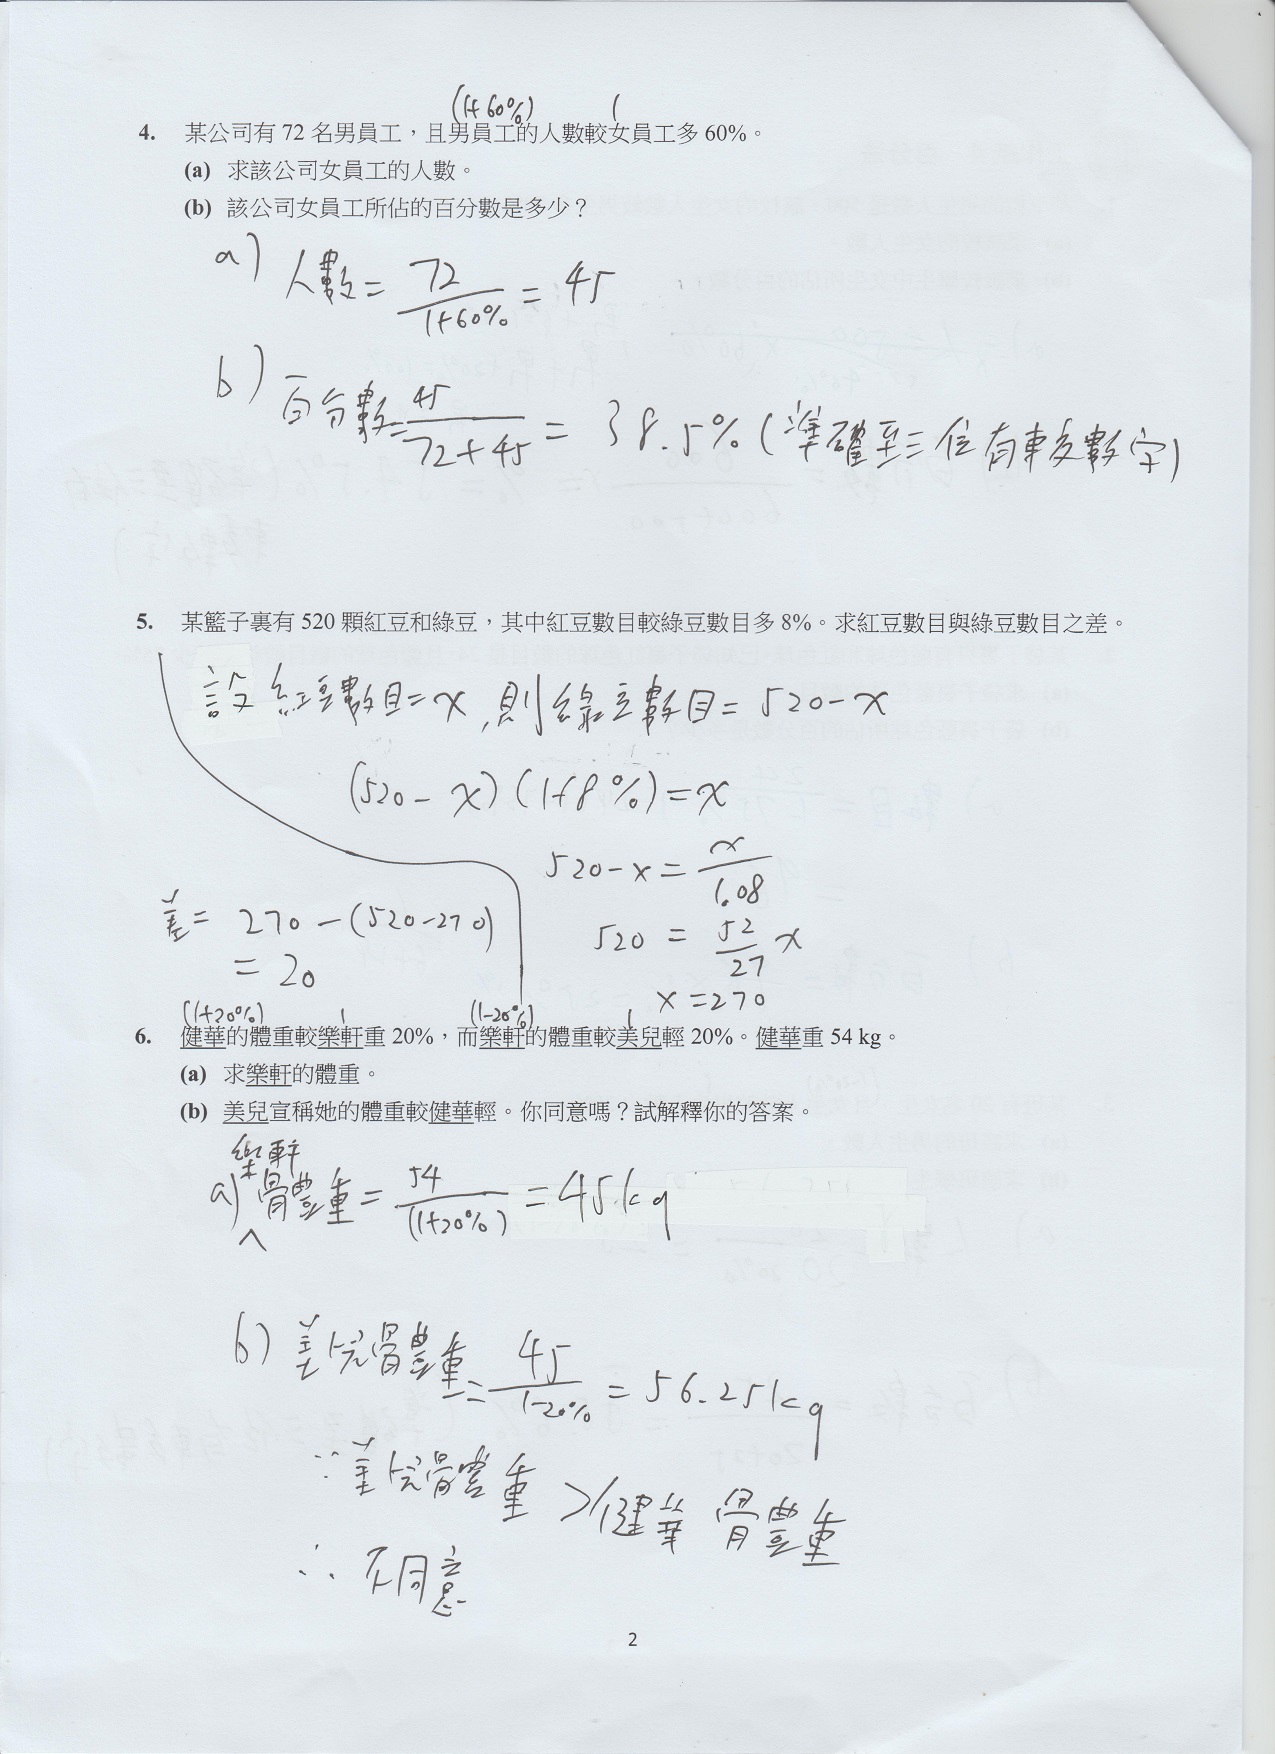 (1+60%) 1
4. 某公司有 72 名男員工，且男員工的人數較女員工多 60%。
(a) 求該公司女員工的人數。
(b) 該公司女員工所佔的百分數是多少？
a) 人數 = 72/(1+60%) = 45
b) 百分數 = 45/(72+45) = 38.5% (準確至三位有效數字)
5. 某籃子裏有 520 顆紅豆和綠豆，其中紅豆數目較綠豆數目多 8%。求紅豆數目與綠豆數目之差。
設紅豆數目=x，則綠豆數目=520-x
(520-x)(1+8%)=x
520-x = x/1.08
520 = 52/27 x
x=270
差= 270-(520-270)
= 20
(1+20%) 1 (1-20%) 1
6. 健華的體重較樂軒重 20%，而樂軒的體重較美兒輕 20%。健華重 54 kg。
(a) 求樂軒的體重。
(b) 美兒宣稱她的體重較健華輕。你同意嗎？試解釋你的答案。
a) 樂軒體重 = 54/(1+20%) = 45kg
b) 美兒體重 = 45/(1-20%) = 56.25kg
∵美兒體重 > 健華體重
∴ 不同意
2